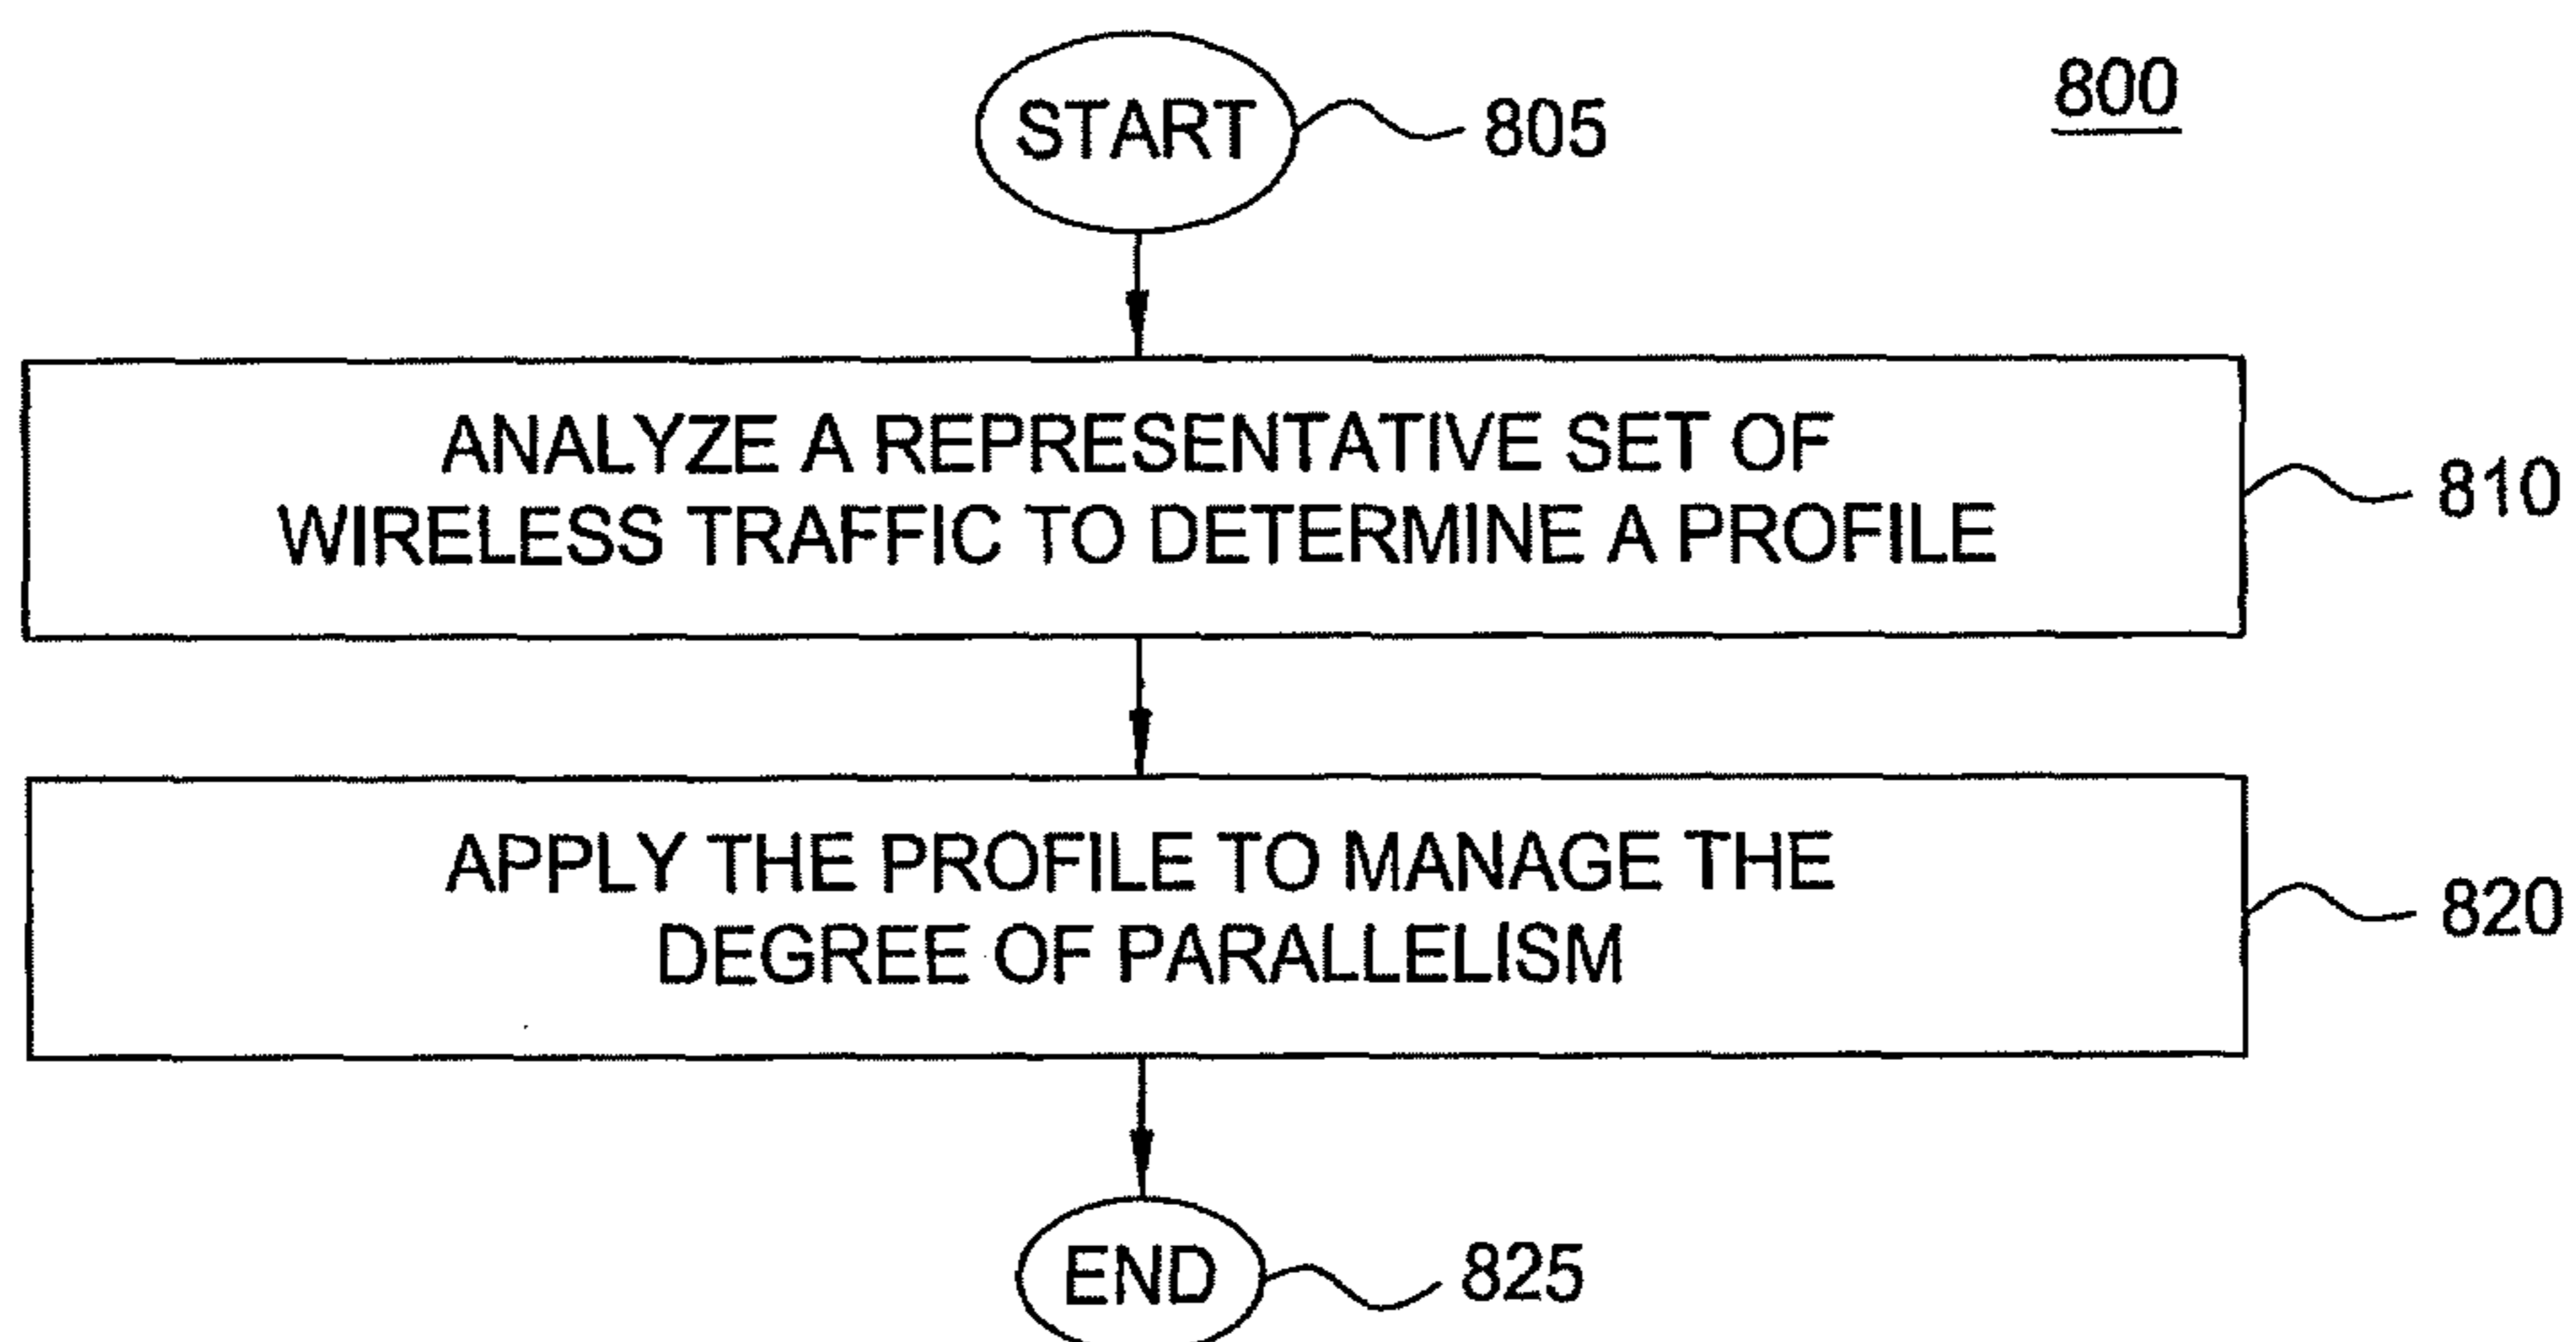 800
START
805
ANALYZE A REPRESENTATIVE SET OF
WIRELESS TRAFFIC TO DETERMINE A PROFILE
810
APPLY THE PROFILE TO MANAGE THE
DEGREE OF PARALLELISM
820
END
825